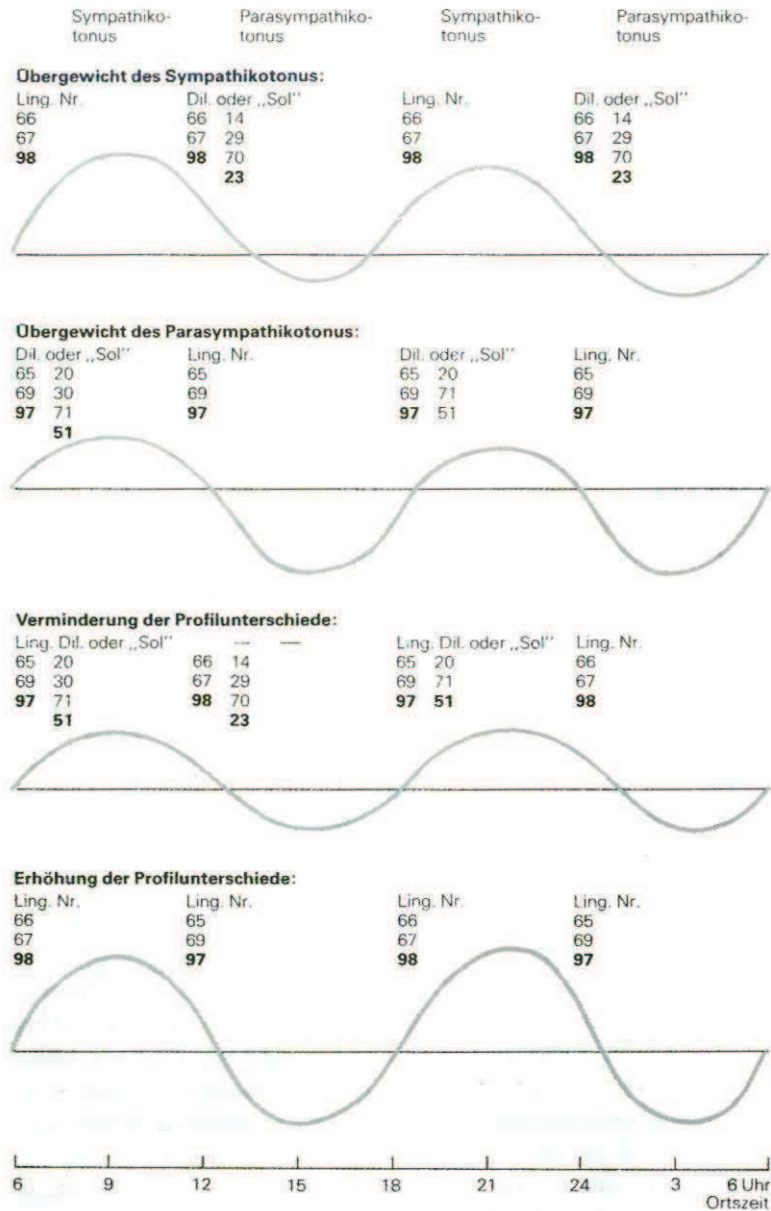 Sympathiko- Parasympathiko- Sympathiko- Parasympathiko-
tonus tonus tonus tonus
Übergewicht des Sympathikotonus:
Ling. Nr. Dil. oder „Sol" Ling. Nr. Dil. oder „Sol"
66 66 14 66 66 14
67 67 29 67 67 29
98 98 70 98 98 70
23 23
Übergewicht des Parasympathikotonus:
Dil. oder „Sol" Ling. Nr. Dil. oder „Sol" Ling. Nr.
65 20 65 65 20 65
69 30 69 69 71 69
97 71 97 97 51 97
51
Verminderung der Profilunterschiede:
Ling. Dil. oder „Sol" — — Ling. Dil. oder „Sol" Ling. Nr.
65 20 66 14 65 20 66
69 30 67 29 69 71 67
97 71 98 70 97 51 98
51 23
Erhöhung der Profilunterschiede:
Ling. Nr. Ling. Nr. Ling. Nr. Ling. Nr.
66 65 66 65
67 69 67 69
98 97 98 97
6 9 12 15 18 21 24 3 6 Uhr
Ortszeit